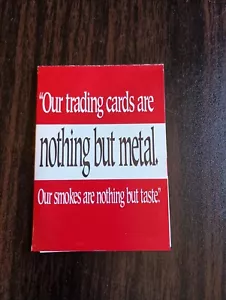 “Our trading cards are
nothing but metal.
Our smokes are nothing but taste.”